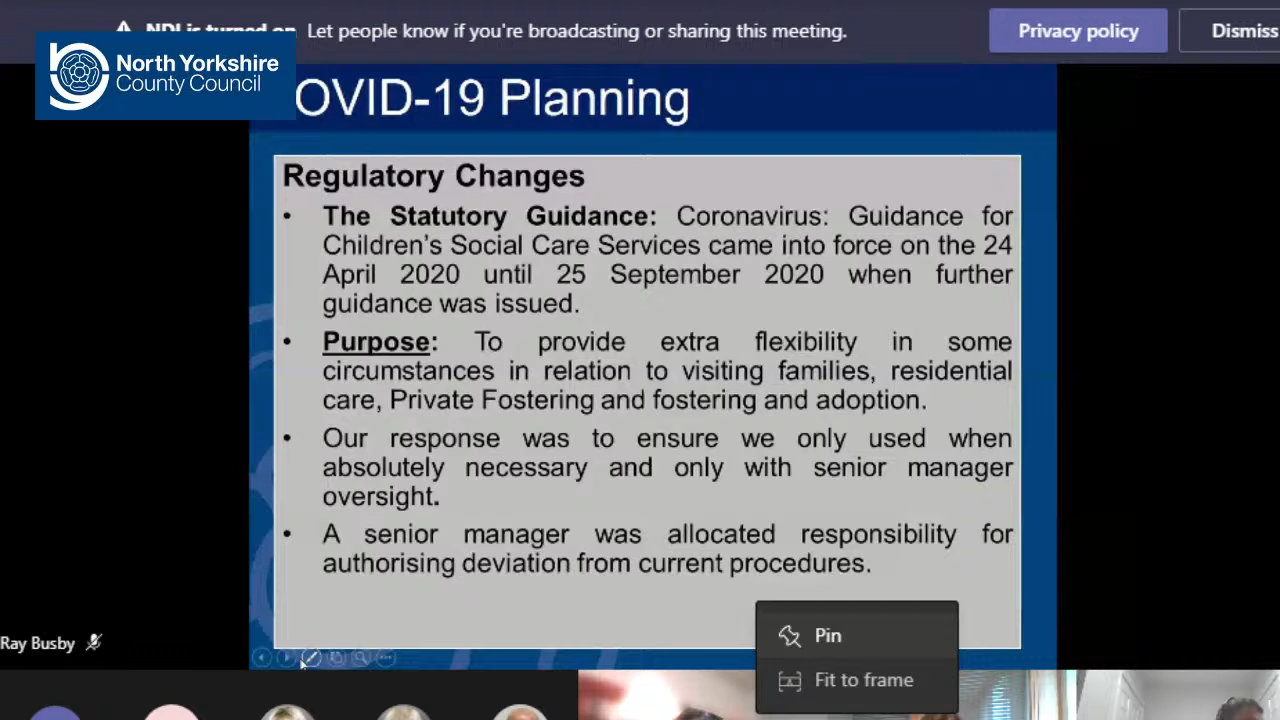 NDI is turned on Let people know if you're broadcasting or sharing this meeting. Privacy policy Dismiss
North Yorkshire
County Council
OVID-19 Planning
Regulatory Changes
• The Statutory Guidance: Coronavirus: Guidance for
Children's Social Care Services came into force on the 24
April 2020 until 25 September 2020 when further
guidance was issued.
• Purpose: To provide extra flexibility in some
circumstances in relation to visiting families, residential
care, Private Fostering and fostering and adoption.
• Our response was to ensure we only used when
absolutely necessary and only with senior manager
oversight.
• A senior manager was allocated responsibility for
authorising deviation from current procedures.
Pin
Ray Busby
Fit to frame